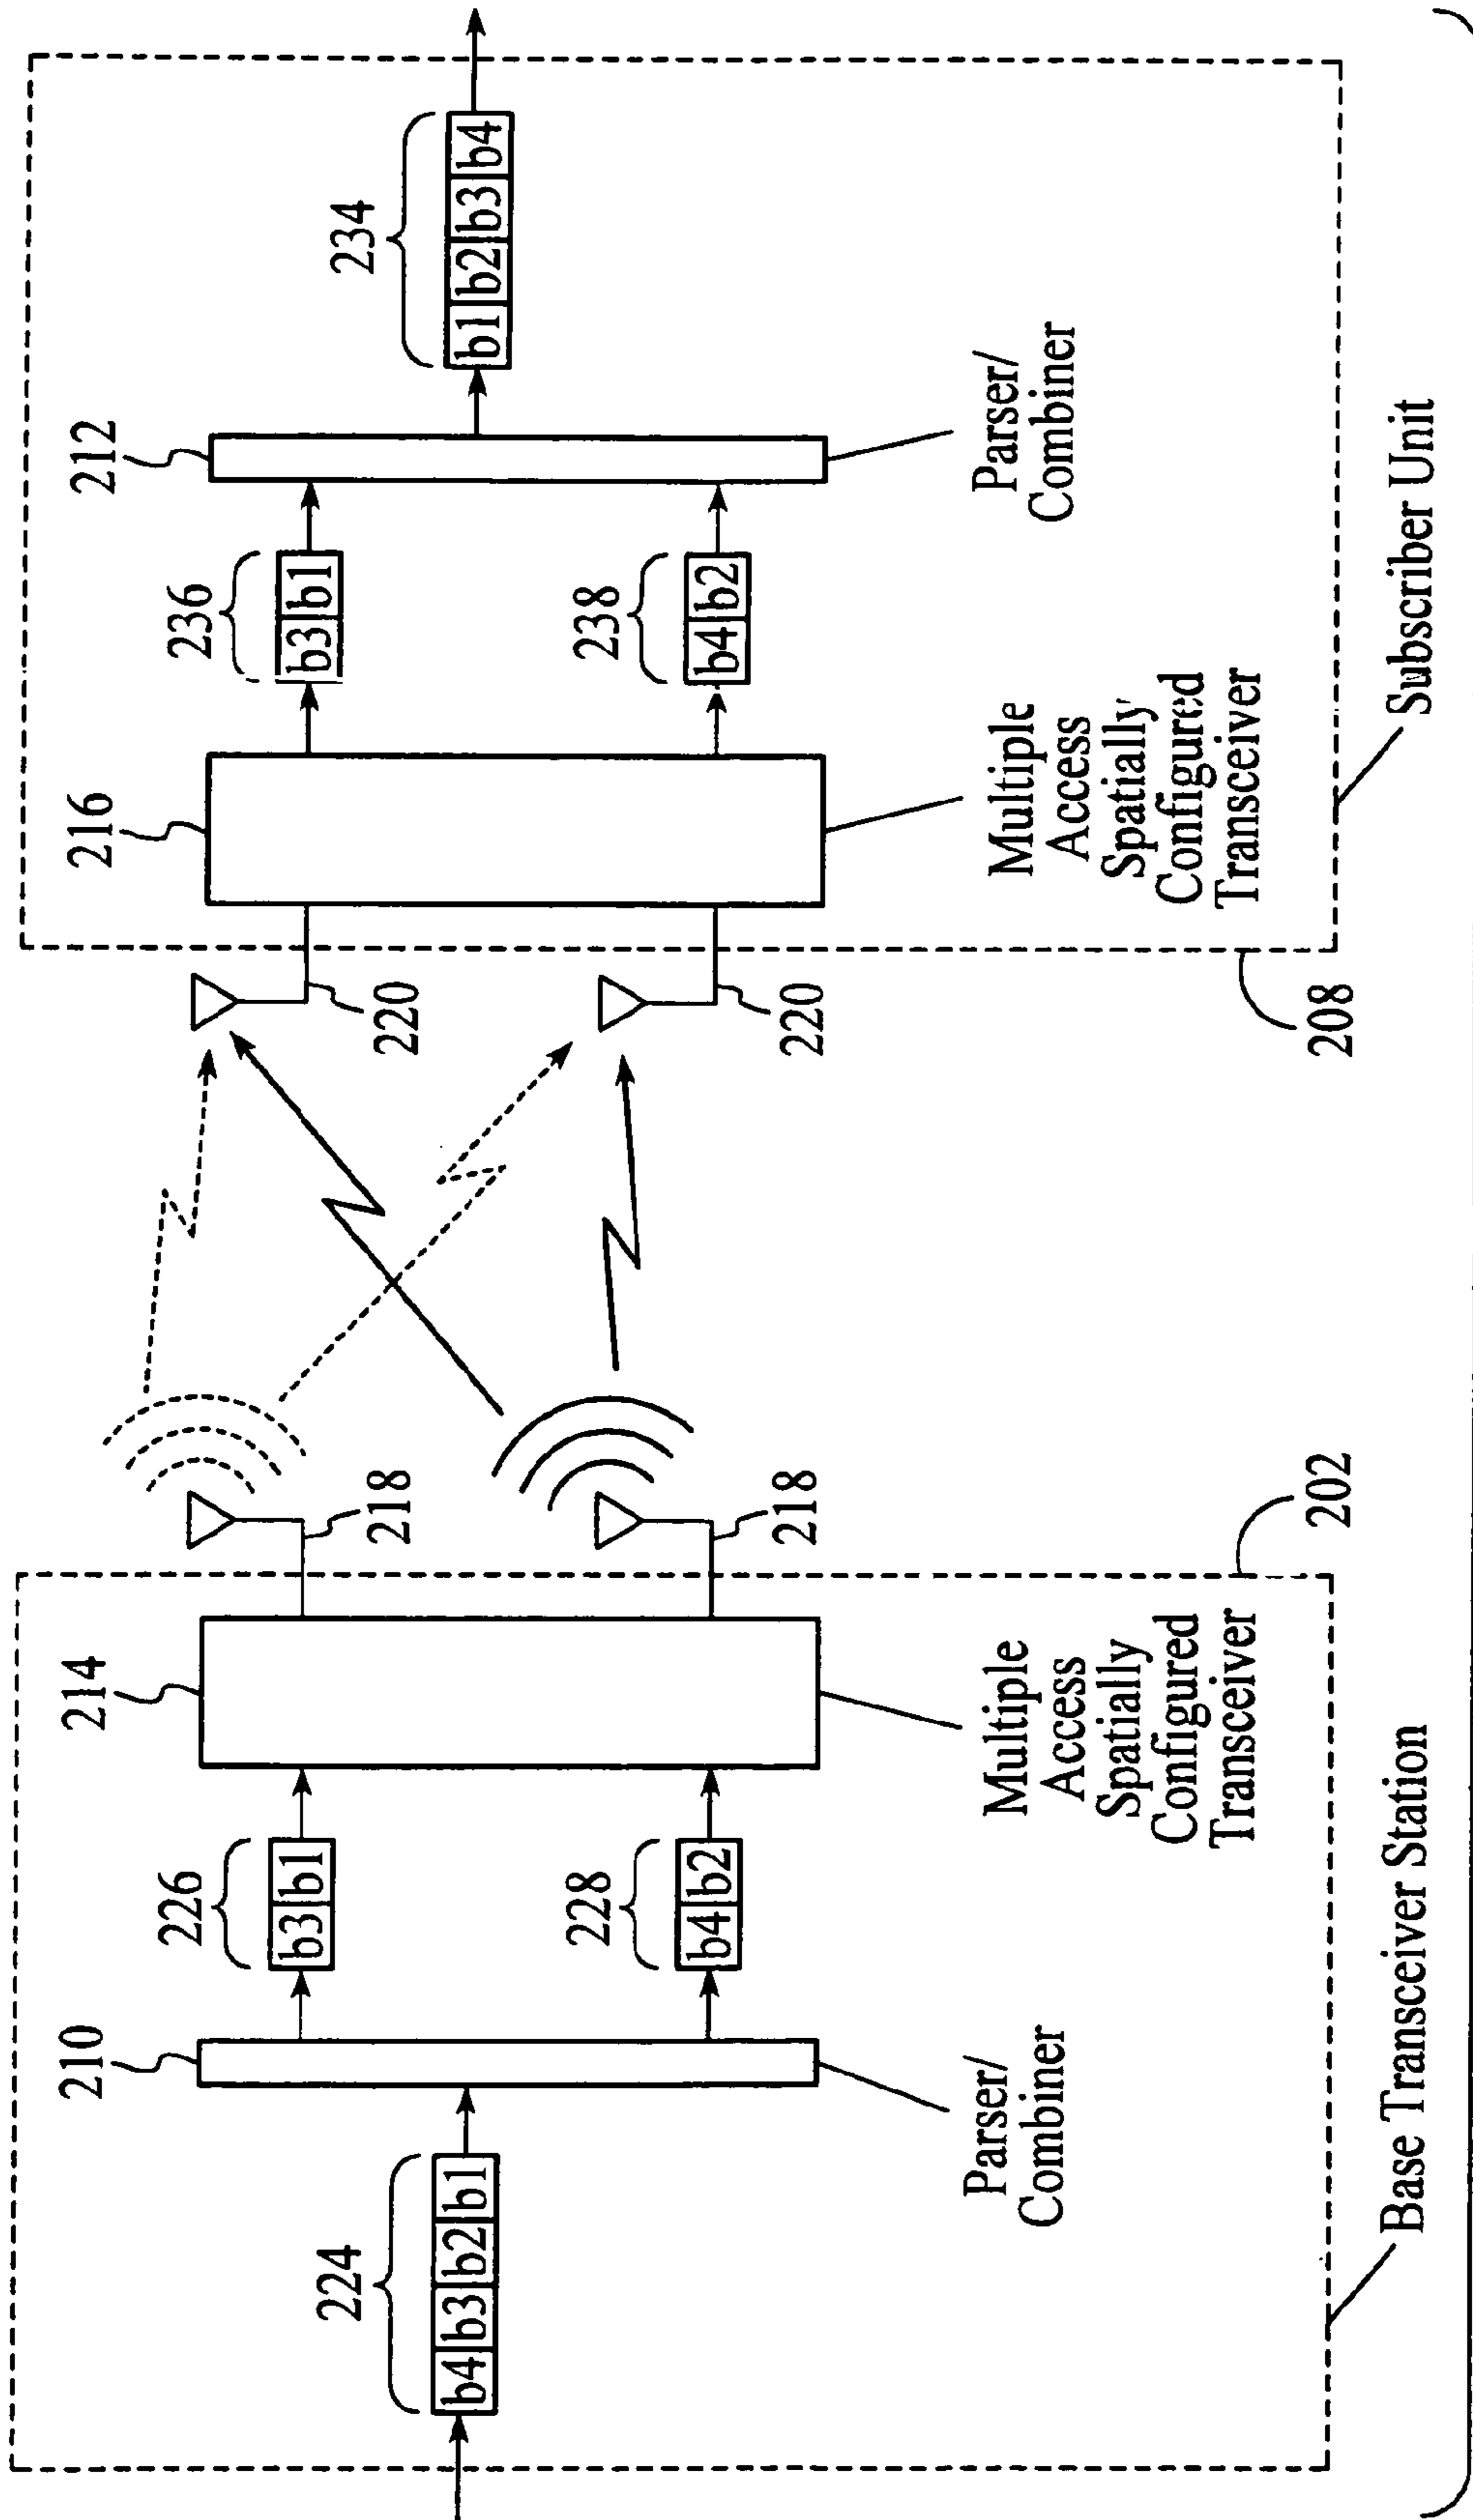 210
214
212
216
226
b3 b1
236
b3 b1
224
b4 b3 b2 b1
234
b1 b2 b3 b4
218
220
228
b4 b2
238
b4 b2
218
220
Parser/
Combiner
Multiple
Access
Spatially
Configured
Transceiver
Multiple
Access
Spatially
Configured
Transceiver
Parser/
Combiner
202
208
Base Transceiver Station
Subscriber Unit